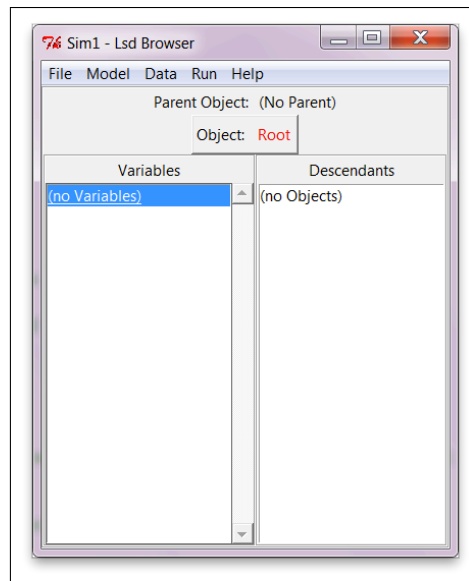 Sim1 - Lsd Browser
File Model Data Run Help
Parent Object: (No Parent)
Object: Root
Variables Descendants
(no Variables) (no Objects)